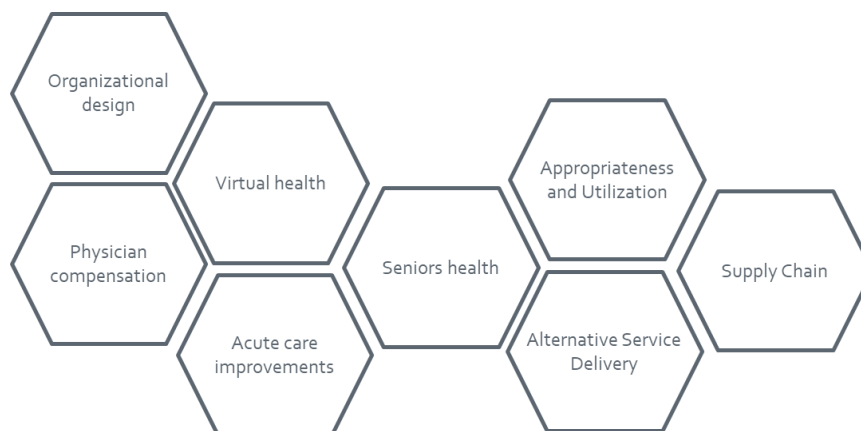 Organizational
design
Virtual health
Physician
compensation
Acute care
improvements
Seniors health
Appropriateness
and Utilization
Alternative Service
Delivery
Supply Chain